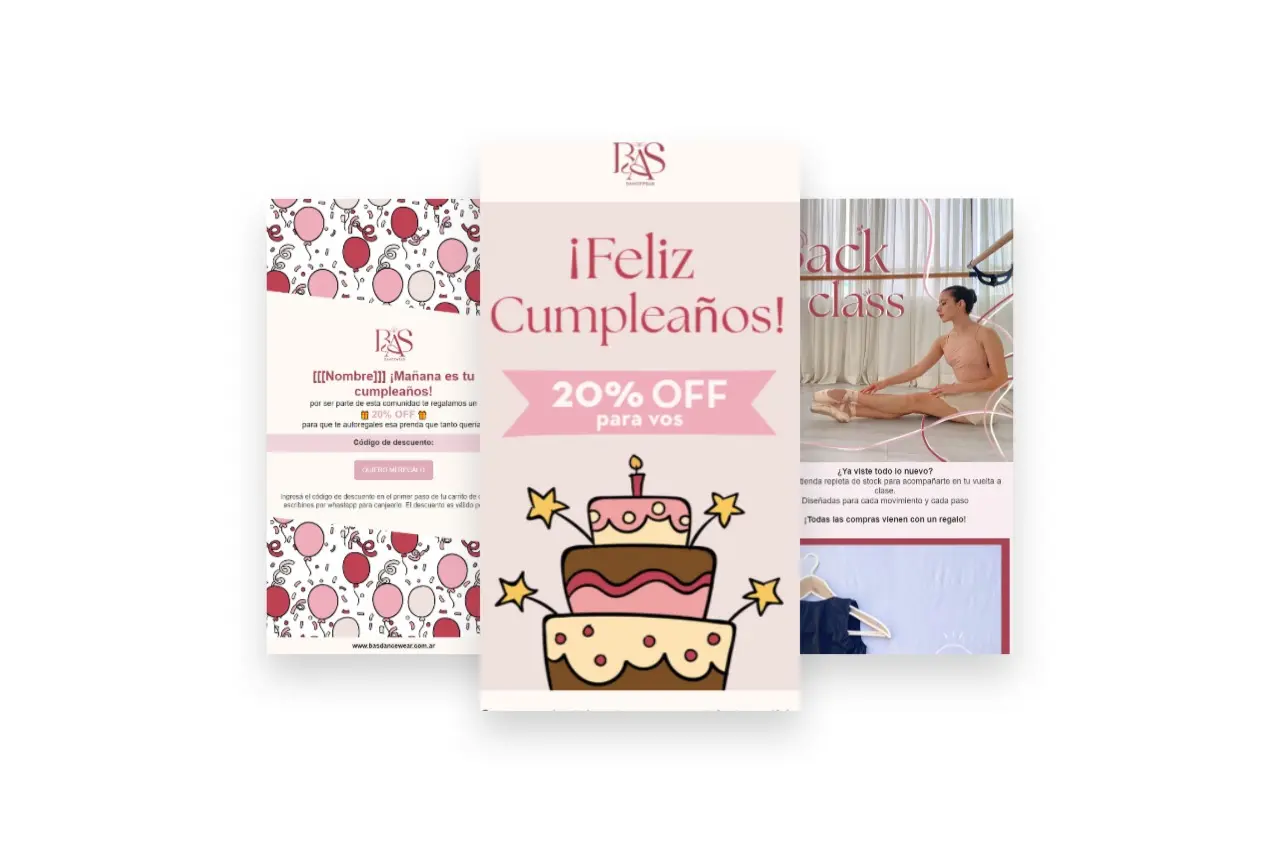 BAS
DANCEWEAR
[[[Nombre]]] ¡Mañana es tu
cumpleaños!
por ser parte de esta comunidad te regalamos un
20% OFF
para que te autoregales esa prenda que tanto quería
Código de descuento:
QUIERO MI REGALO
Ingresá el código de descuento en el primer paso de tu carrito de
escribinos por whastapp para canjearlo. El descuento es válido
www.basdancewear.com.ar
BAS
DANCEWEAR
¡Feliz
Cumpleaños!
20% OFF
para vos
Back
class
¿Ya viste todo lo nuevo?
tienda repleta de stock para acompañarte en tu vuelta a
clase.
Diseñadas para cada movimiento y cada paso
¡Todas las compras vienen con un regalo!